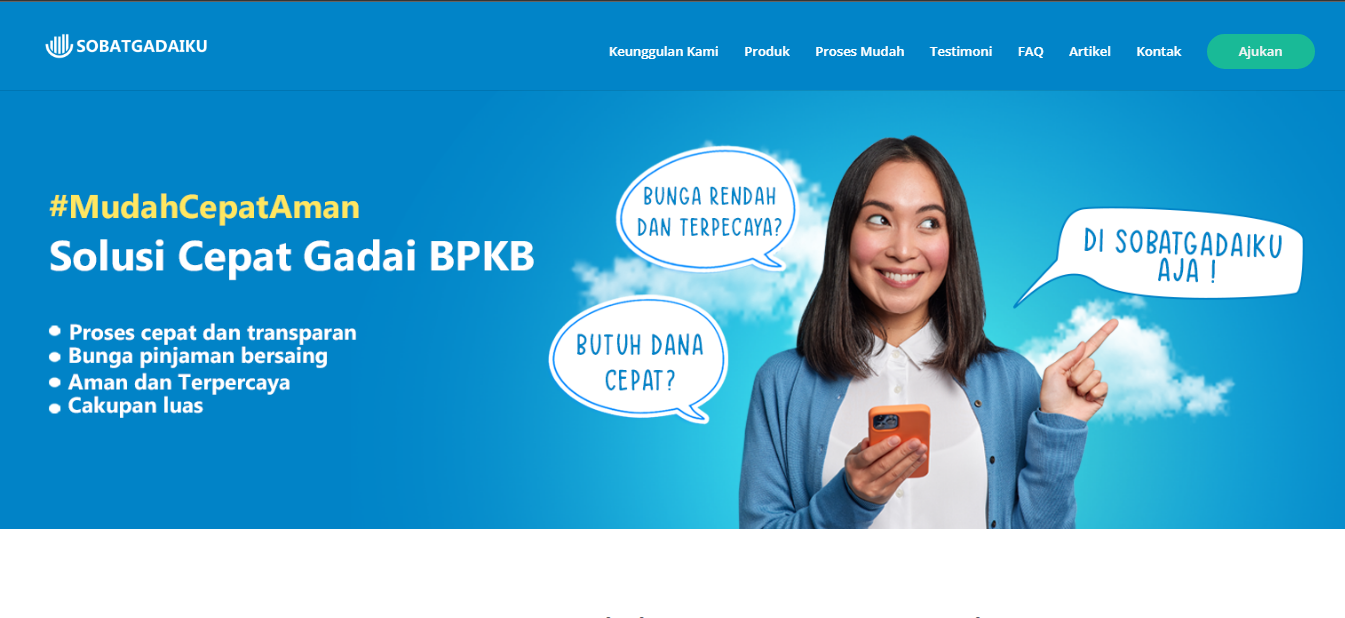 SOBATGADAIKU
Keunggulan Kami Produk Proses Mudah Testimoni FAQ Artikel Kontak Ajukan
#MudahCepatAman
Solusi Cepat Gadai BPKB
Proses cepat dan transparan
Bunga pinjaman bersaing
Aman dan Terpercaya
Cakupan luas
BUNGA RENDAH
DAN TERPECAYA?
BUTUH DANA
CEPAT?
DI SOBATGADAIKU
AJA !